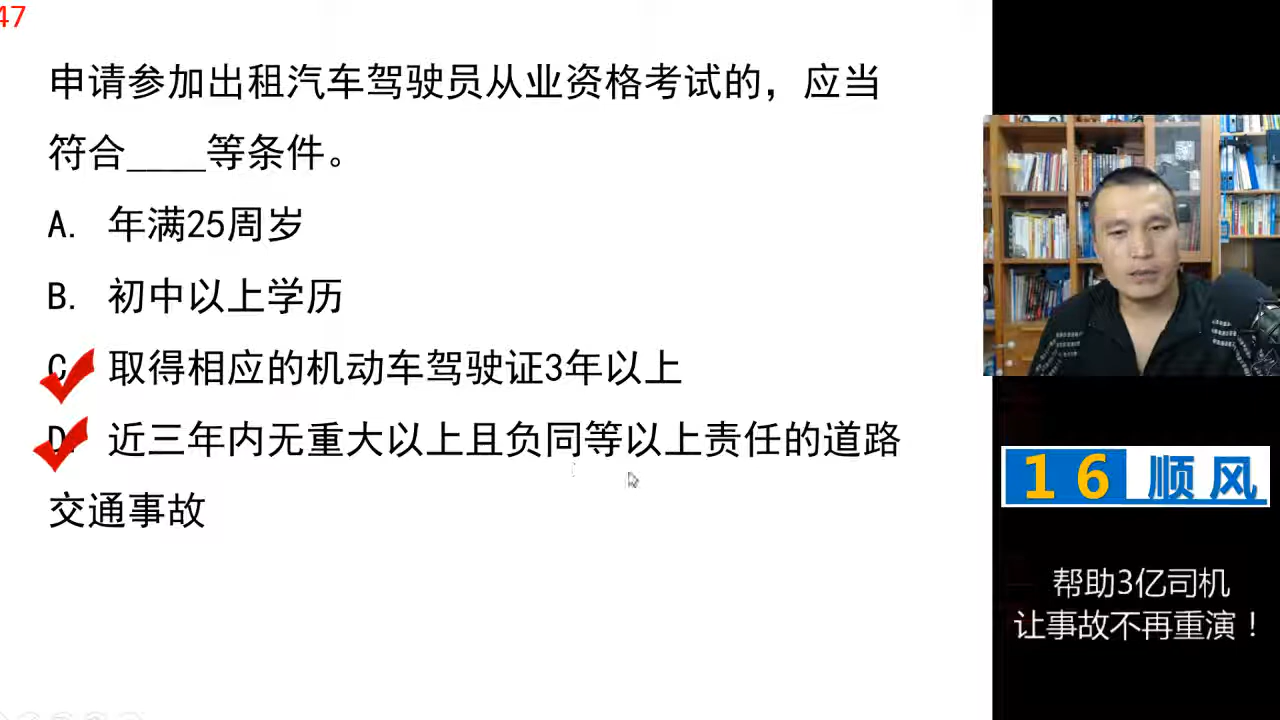 47
申请参加出租汽车驾驶员从业资格考试的，应当
符合____等条件。
A. 年满25周岁
B. 初中以上学历
C. 取得相应的机动车驾驶证3年以上
D. 近三年内无重大以上且负同等以上责任的道路
交通事故
16顺风
帮助3亿司机
让事故不再重演！